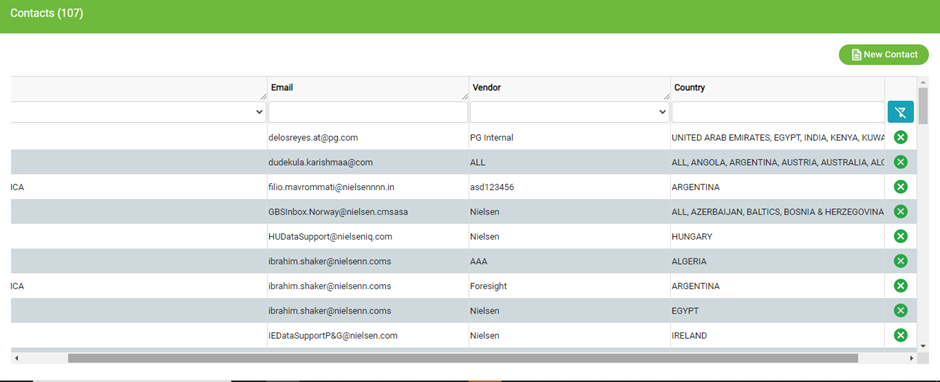 Contacts (107)
New Contact
Email Vendor Country
delosreyes.at@pg.com PG Internal UNITED ARAB EMIRATES, EGYPT, INDIA, KENYA, KUWA
dudekula.karishmaa@com ALL ALL, ANGOLA, ARGENTINA, AUSTRIA, AUSTRALIA, ALG
ICA filio.mavrommati@nielsennnn.in asd123456 ARGENTINA
GBSInbox.Norway@nielsen.cmsasa Nielsen ALL, AZERBAIJAN, BALTICS, BOSNIA & HERZEGOVINA
HUDataSupport@nielseniq.com Nielsen HUNGARY
ibrahim.shaker@nielsenn.coms AAA ALGERIA
ICA ibrahim.shaker@nielsenn.coms Foresight ARGENTINA
ibrahim.shaker@nielsenn.coms Nielsen EGYPT
IEDataSupportP&G@nielsen.com Nielsen IRELAND